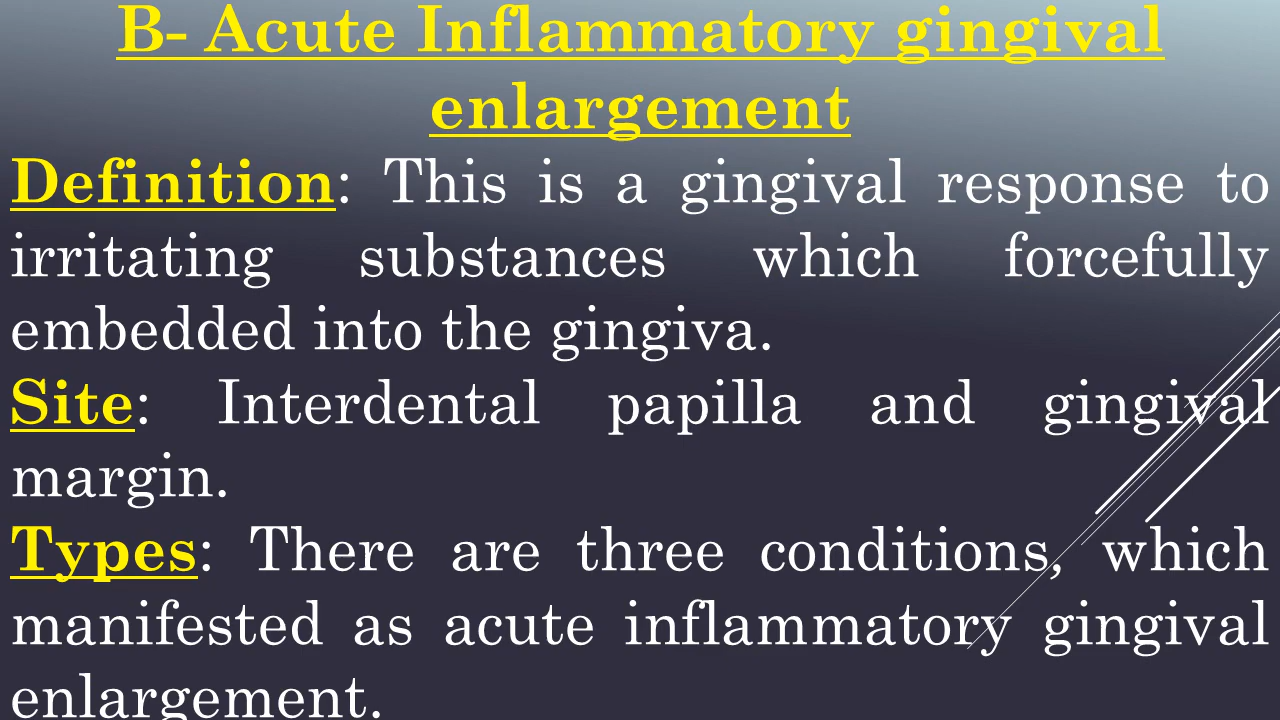 B- Acute Inflammatory gingival
enlargement
Definition: This is a gingival response to
irritating substances which forcefully
embedded into the gingiva.
Site: Interdental papilla and gingival
margin.
Types: There are three conditions, which
manifested as acute inflammatory gingival
enlargement.